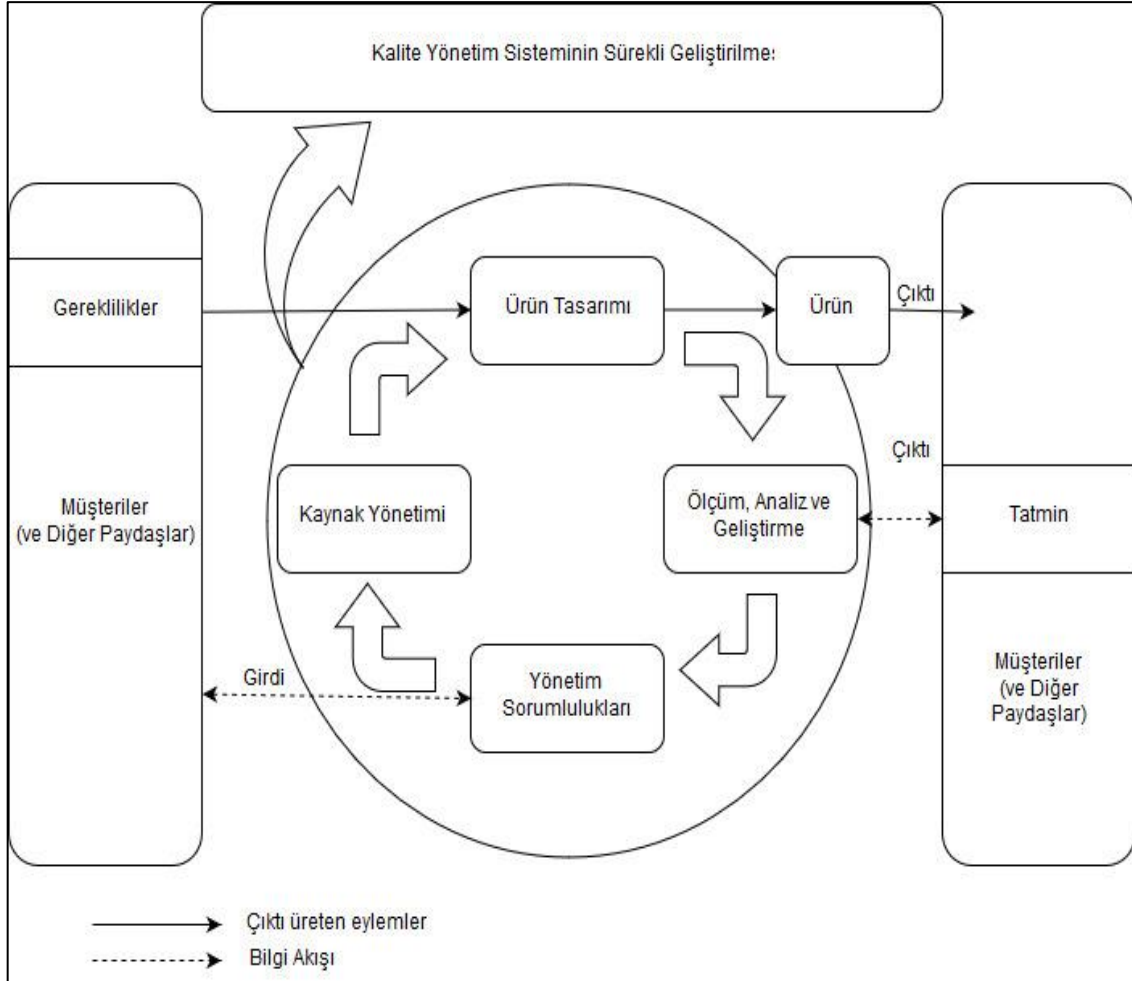 Kalite Yönetim Sisteminin Sürekli Geliştirilmes
Gereklilikler
Ürün Tasarımı
Ürün
Çıktı
Müşteriler
(ve Diğer Paydaşlar)
Kaynak Yönetimi
Ölçüm, Analiz ve
Geliştirme
Çıktı
Tatmin
Girdi
Yönetim
Sorumlulukları
Müşteriler
(ve Diğer
Paydaşlar)
Çıktı üreten eylemler
Bilgi Akışı